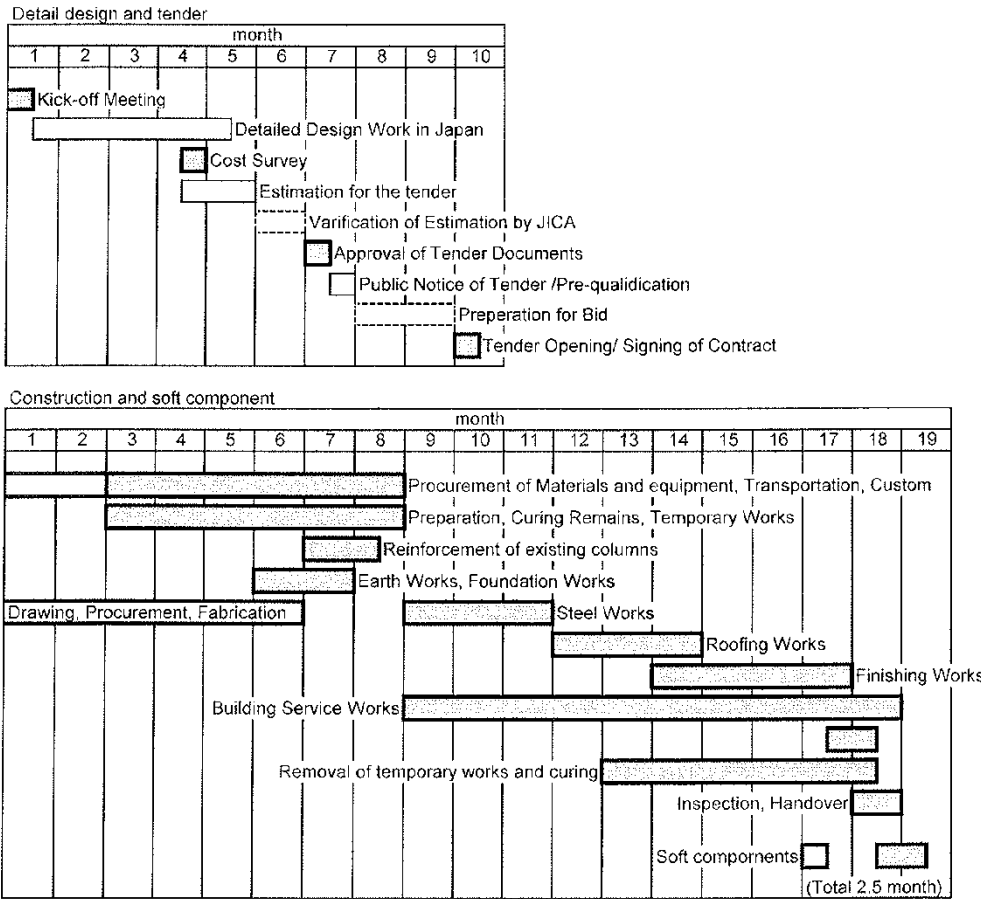 Detail design and tender
month
1 2 3 4 5 6 7 8 9 10
Kick-off Meeting
Detailed Design Work in Japan
Cost Survey
Estimation for the tender
Varification of Estimation by JICA
Approval of Tender Documents
Public Notice of Tender /Pre-qualidication
Preperation for Bid
Tender Opening/ Signing of Contract
Construction and soft component
month
1 2 3 4 5 6 7 8 9 10 11 12 13 14 15 16 17 18 19
Procurement of Materials and equipment, Transportation, Custom
Preparation, Curing Remains, Temporary Works
Reinforcement of existing columns
Earth Works, Foundation Works
Drawing, Procurement, Fabrication Steel Works
Roofing Works
Finishing Works
Building Service Works
Removal of temporary works and curing
Inspection, Handover
Soft compornents
(Total 2.5 month)